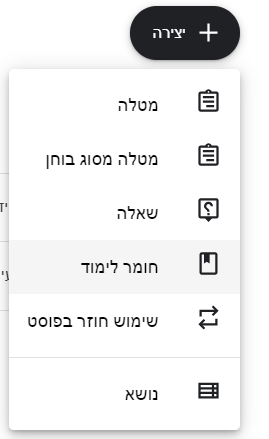 יצירה
מטלה
מטלה מסוג בוחן
שאלה
חומר לימוד
שימוש חוזר בפוסט
נושא